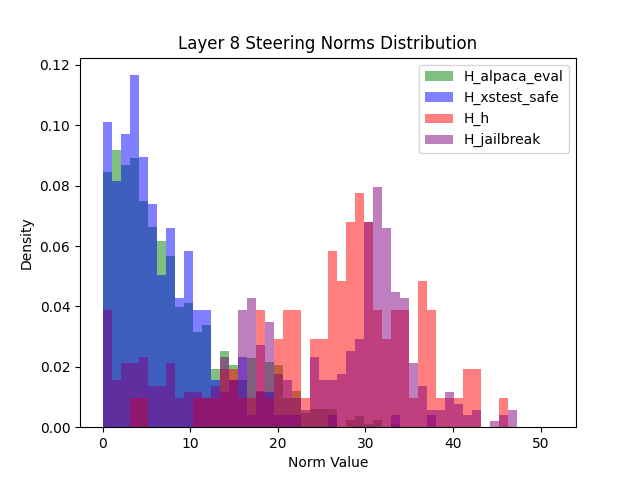 Layer 8 Steering Norms Distribution
H_alpaca_eval
H_xstest_safe
H_h
H_jailbreak
0.12
0.10
0.08
0.06
0.04
0.02
0.00
Density
0
10
20
30
40
50
Norm Value